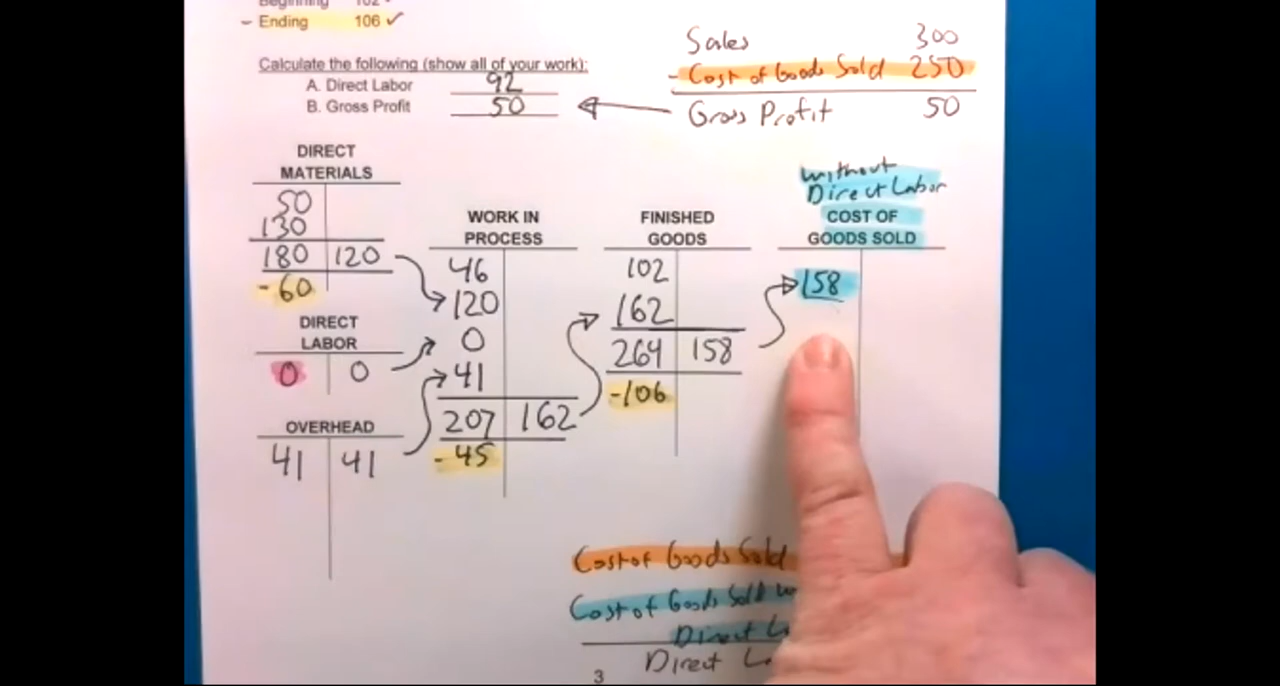 Beginning 102 ✓
- Ending 106 ✓
Sales 300
- Cost of Goods Sold 250
Gross Profit 50
Calculate the following (show all of your work):
A. Direct Labor 92
B. Gross Profit 50
DIRECT
MATERIALS
50
130
180 120
-60
DIRECT
LABOR
0 0
OVERHEAD
41 41
WORK IN
PROCESS
46
120
0
41
207 162
-45
FINISHED
GOODS
102
162
264 158
-106
without
Direct Labor
COST OF
GOODS SOLD
158
Cost of Goods Sold
Cost of Goods Sold
Direct
Direct
3